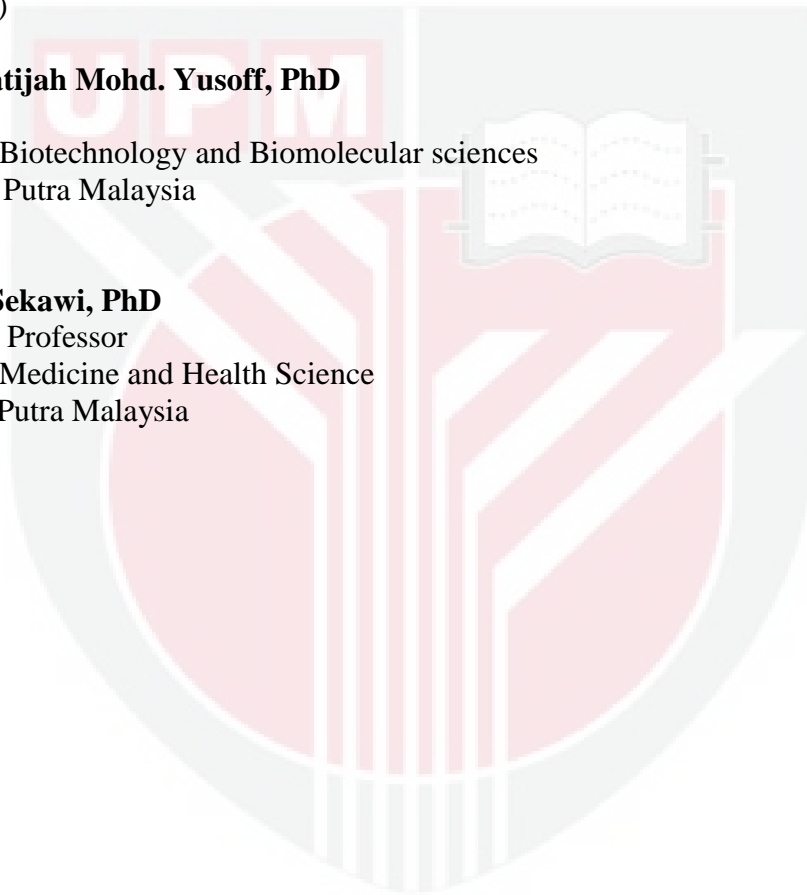 )
atijah Mohd. Yusoff, PhD
Biotechnology and Biomolecular sciences
Putra Malaysia
Sekawi, PhD
Professor
Medicine and Health Science
Putra Malaysia
UPM